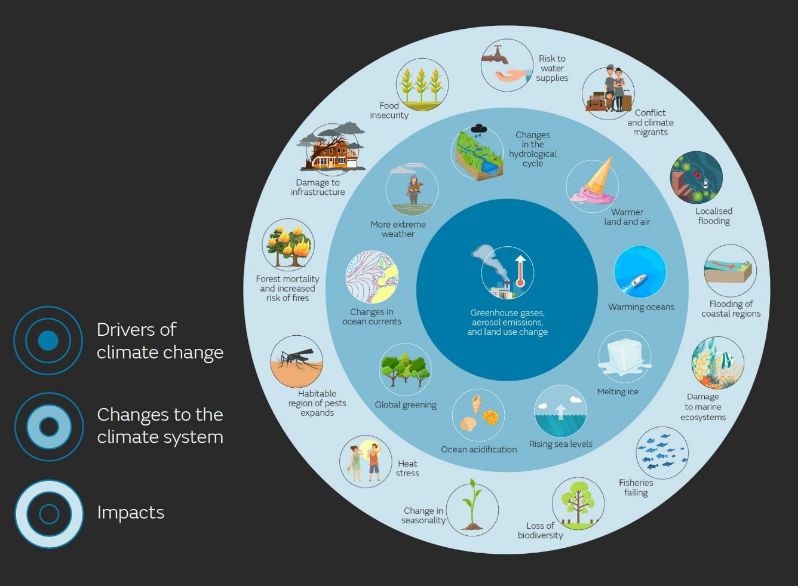 Drivers of
climate change
Changes to the
climate system
Impacts
Greenhouse gases,
aerosol emissions,
and land use change
Changes
in the
hydrological
cycle
Warmer
land and air
Warming oceans
Melting ice
Rising sea levels
Ocean acidification
Global greening
Changes in
ocean currents
More extreme
weather
Risk to
water
supplies
Conflict
and climate
migrants
Localised
flooding
Flooding of
coastal regions
Damage
to marine
ecosystems
Fisheries
failing
Loss of
biodiversity
Change in
seasonality
Heat
stress
Habitable
region of pests
expands
Forest mortality
and increased
risk of fires
Damage to
infrastructure
Food
insecurity